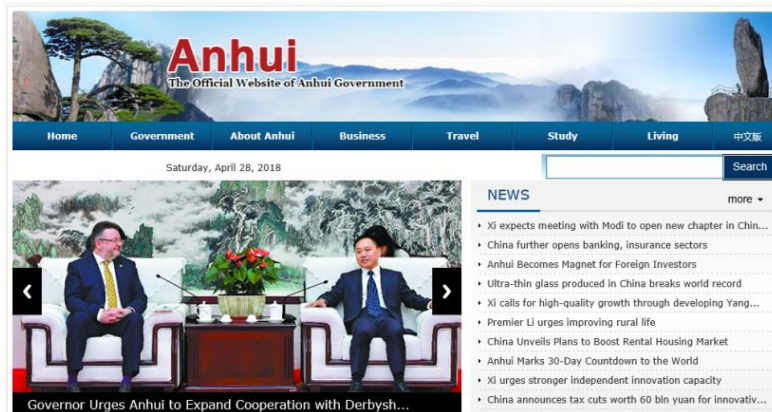 Anhui
The Official Website of Anhui Government
Home Government About Anhui Business Travel Study Living 中文版
Saturday, April 28, 2018
Search
NEWS
more
Xi expects meeting with Modi to open new chapter in Chin...
China further opens banking, insurance sectors
Anhui Becomes Magnet for Foreign Investors
Ultra-thin glass produced in China breaks world record
Xi calls for high-quality growth through developing Yang...
Premier Li urges improving rural life
China Unveils Plans to Boost Rental Housing Market
Anhui Marks 30-Day Countdown to the World
Xi urges stronger independent innovation capacity
China announces tax cuts worth 60 bln yuan for innovativ...
Governor Urges Anhui to Expand Cooperation with Derbysh...